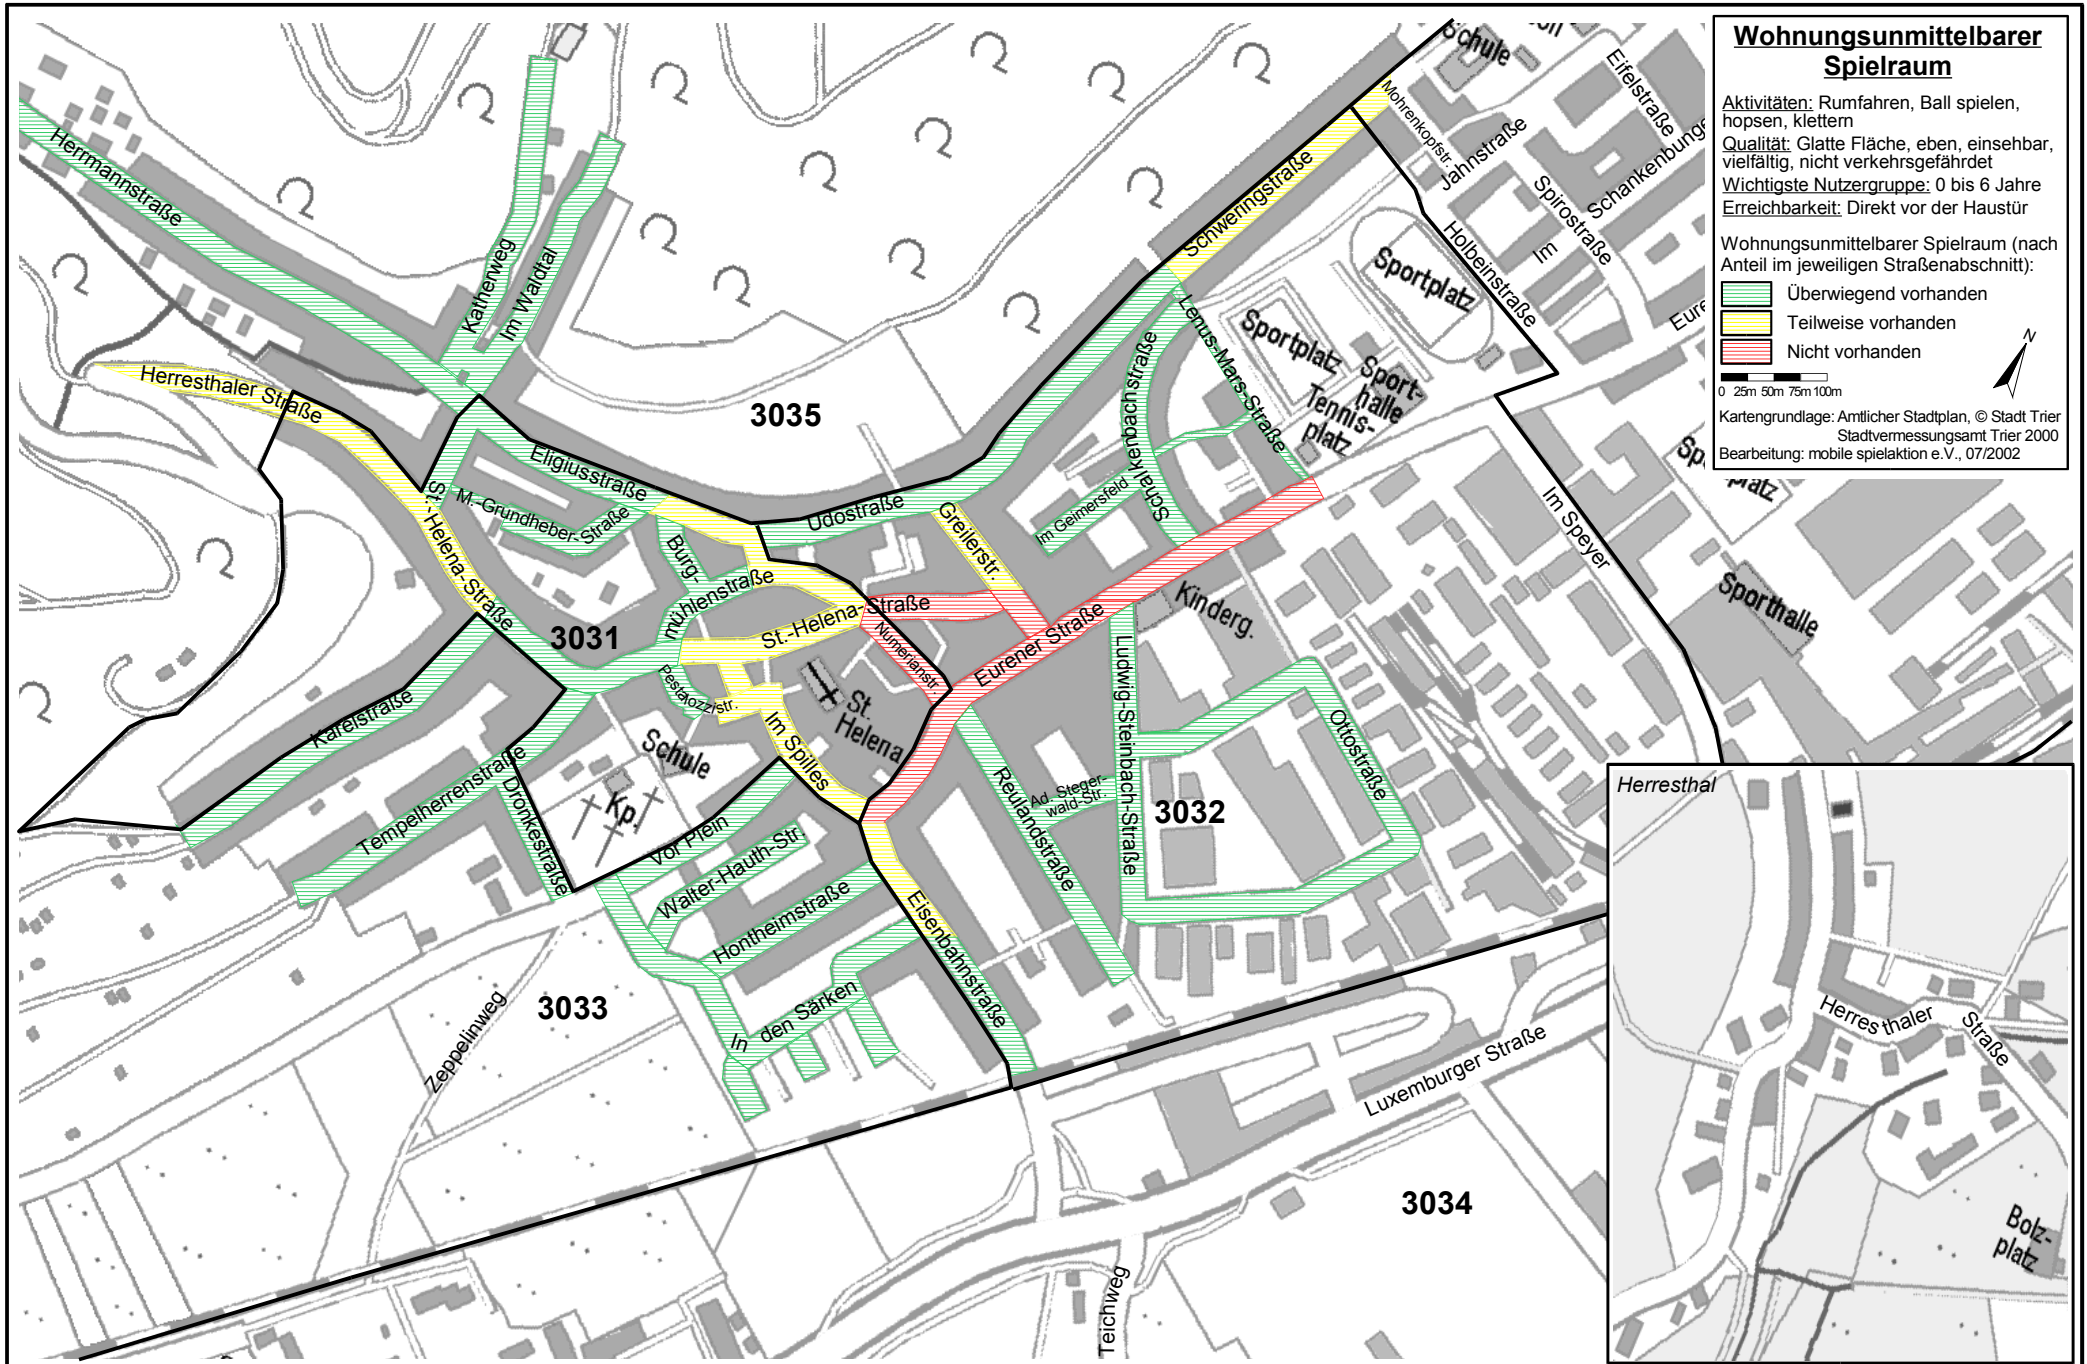 Wohnungsunmittelbarer
Spielraum
Aktivitäten: Rumfahren, Ball spielen,
hopsen, klettern
Qualität: Glatte Fläche, eben, einsehbar,
vielfältig, nicht verkehrsgefährdet
Wichtigste Nutzergruppe: 0 bis 6 Jahre
Erreichbarkeit: Direkt vor der Haustür
Wohnungsunmittelbarer Spielraum (nach
Anteil im jeweiligen Straßenabschnitt):
Überwiegend vorhanden
Teilweise vorhanden
Nicht vorhanden
N
0 25m 50m 75m 100m
Kartengrundlage: Amtlicher Stadtplan, © Stadt Trier
Stadtvermessungsamt Trier 2000
Bearbeitung: mobile spielaktion e.V., 07/2002
Schule
Eifelstraße
Mohrenkopfstr.
Jahnstraße
Schankenbunge
Spirostraße
Im
Holbeinstraße
Eure
Herrmannstraße
Katherweg
Im Waldtal
Schweringstraße
Sportplatz
Sportplatz
Sport-
halle
Tennis-
platz
Lenus-Mars-Straße
Schalkenbachstraße
Herresthaler Straße
3035
Eligiusstraße
M.-Grundheber-Straße
St.-Helena-Straße
Udostraße
Greilerstr.
Im Geimersfeld
Im Speyer
Sp
platz
Sporthalle
Burg-
mühlenstraße
St.-Helena-Straße
Numerianstr.
Eurener Straße
Kinderg.
3031
Pestalozzistr.
Im Spilles
St.
Helena
Schule
Kp.
Karelstraße
Tempelherrenstraße
Dronkestraße
Vor Plein
Walter-Hauth-Str.
Hontheimstraße
Eisenbahnstraße
Reulandstraße
Ad. Steger-
wald-Str.
Ludwig-Steinbach-Straße
Ottostraße
3032
In den Särken
3033
Zeppelinweg
Luxemburger Straße
3034
Teichweg
Herresthal
Herresthaler Straße
Bolz-
platz